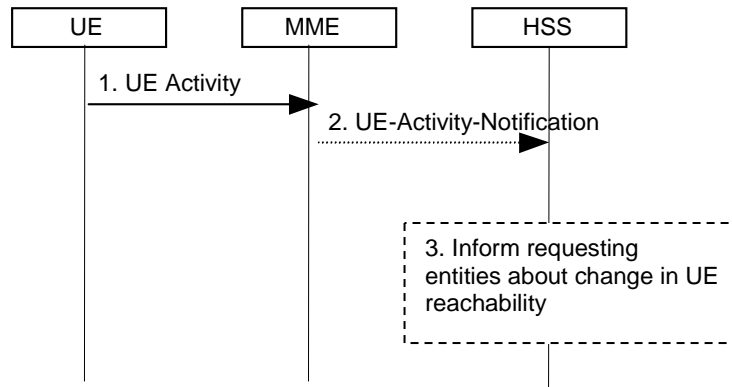 UE
MME
HSS
1. UE Activity
2. UE-Activity-Notification
3. Inform requesting
entities about change in UE
reachability